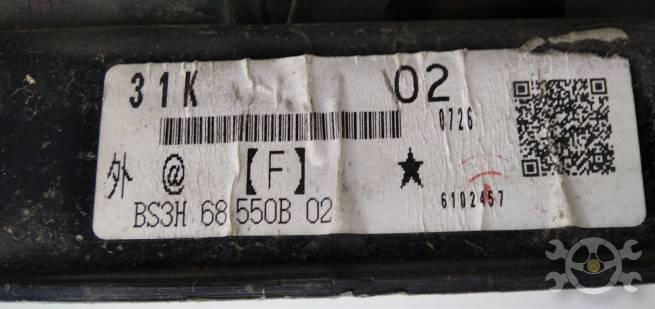 31K 02
0726
外 @ 【F】 ★
BS3H 68 550B 02 6102457